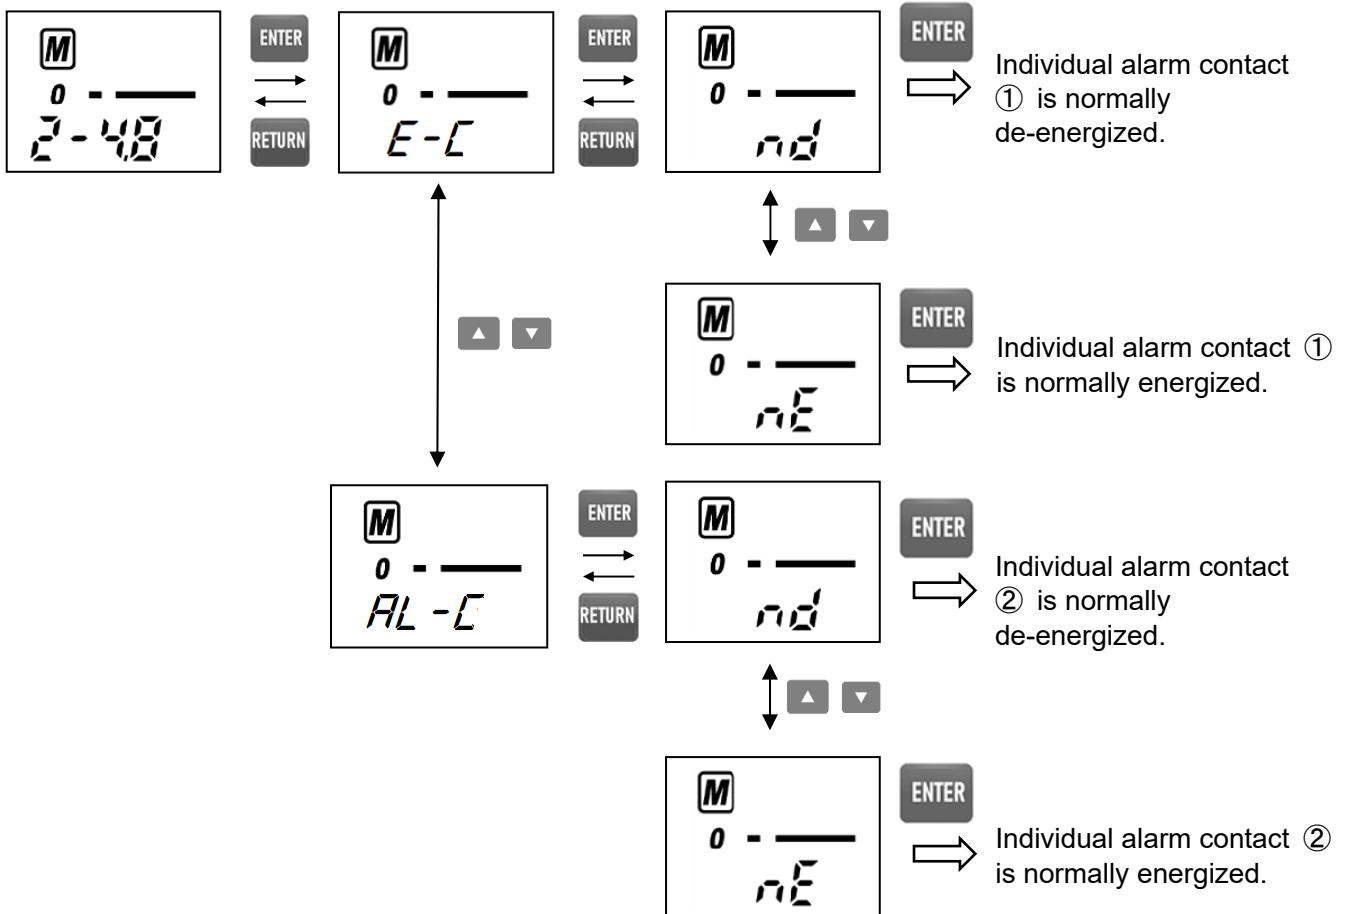 M
0 - —
2-4.8
ENTER
RETURN
M
0 - —
E-C
ENTER
RETURN
M
0 - —
nd
ENTER
Individual alarm contact
① is normally
de-energized.
▲ ▼
M
0 - —
nE
ENTER
Individual alarm contact ①
is normally energized.
▲ ▼
M
0 - —
AL-C
ENTER
RETURN
M
0 - —
nd
ENTER
Individual alarm contact
② is normally
de-energized.
▲ ▼
M
0 - —
nE
ENTER
Individual alarm contact ②
is normally energized.